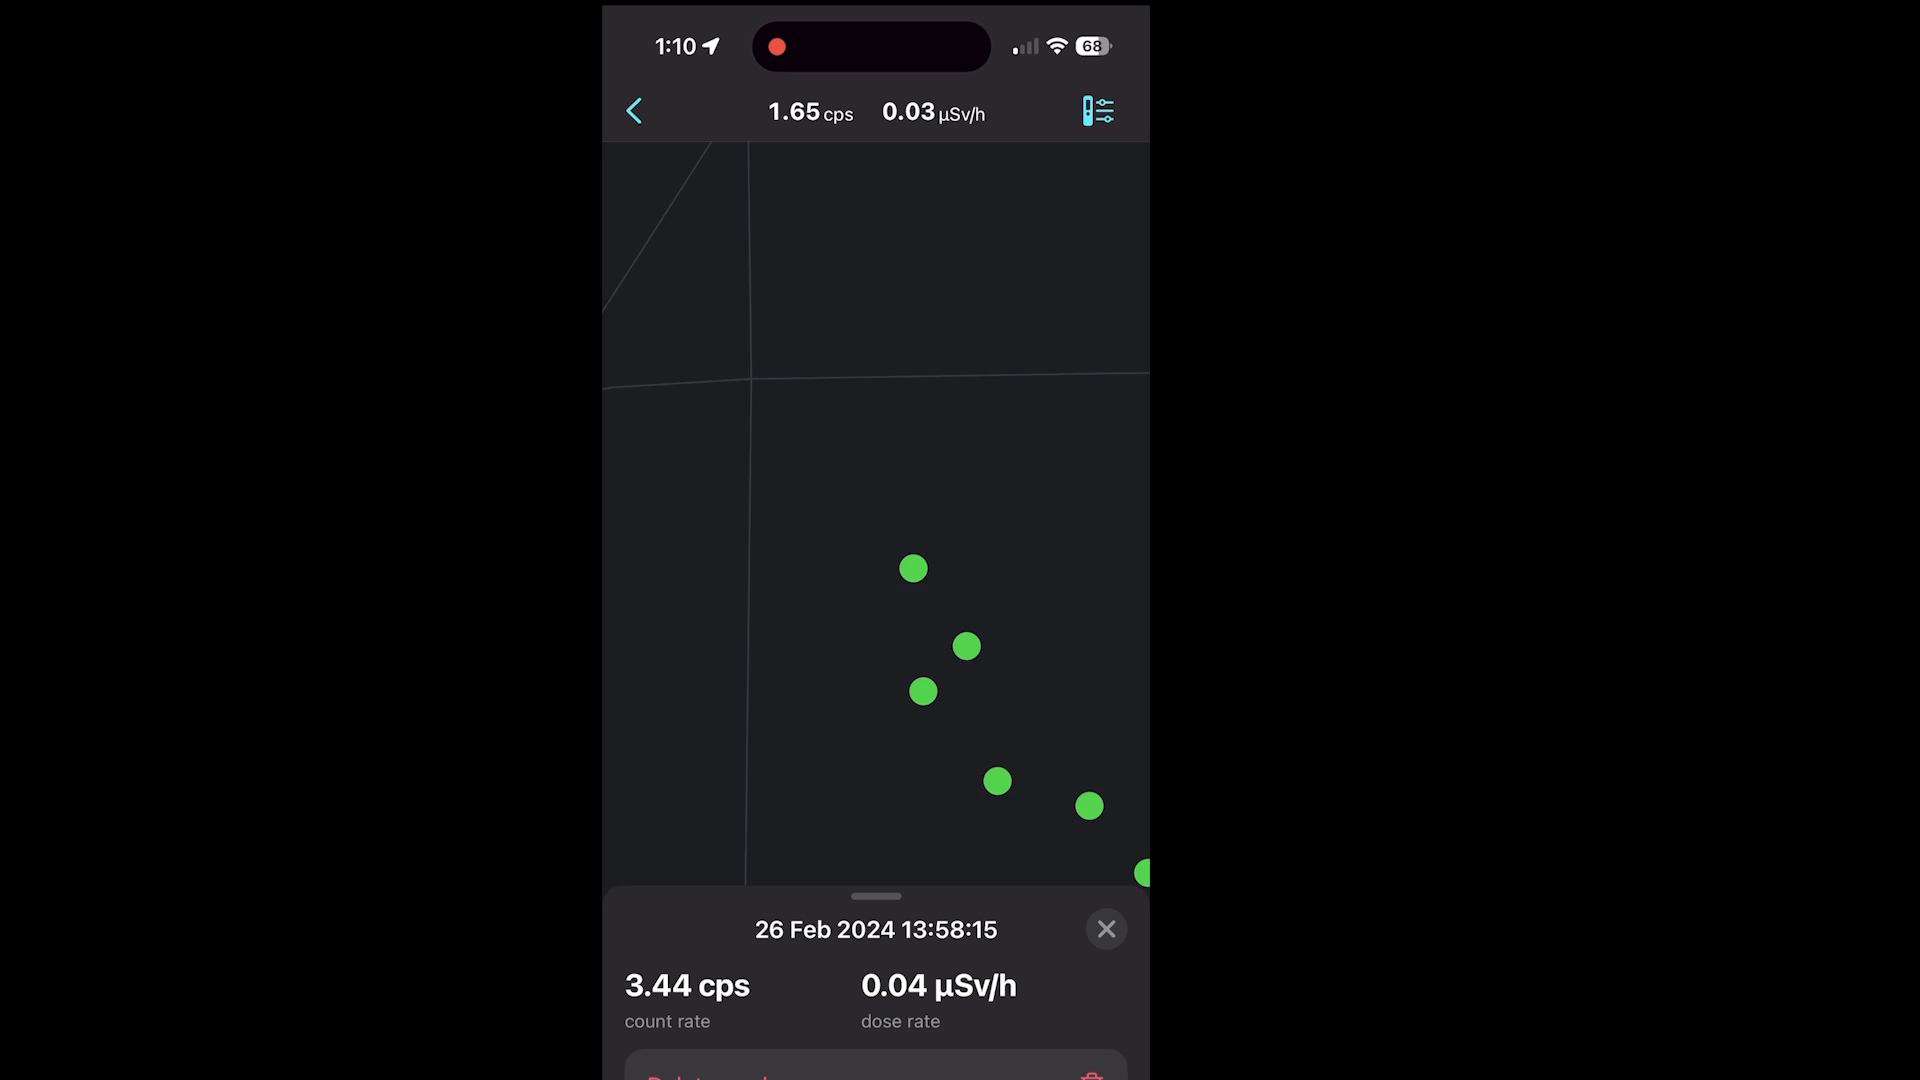 1:10
68
1.65 cps 0.03 µSv/h
26 Feb 2024 13:58:15
3.44 cps 0.04 µSv/h
count rate dose rate